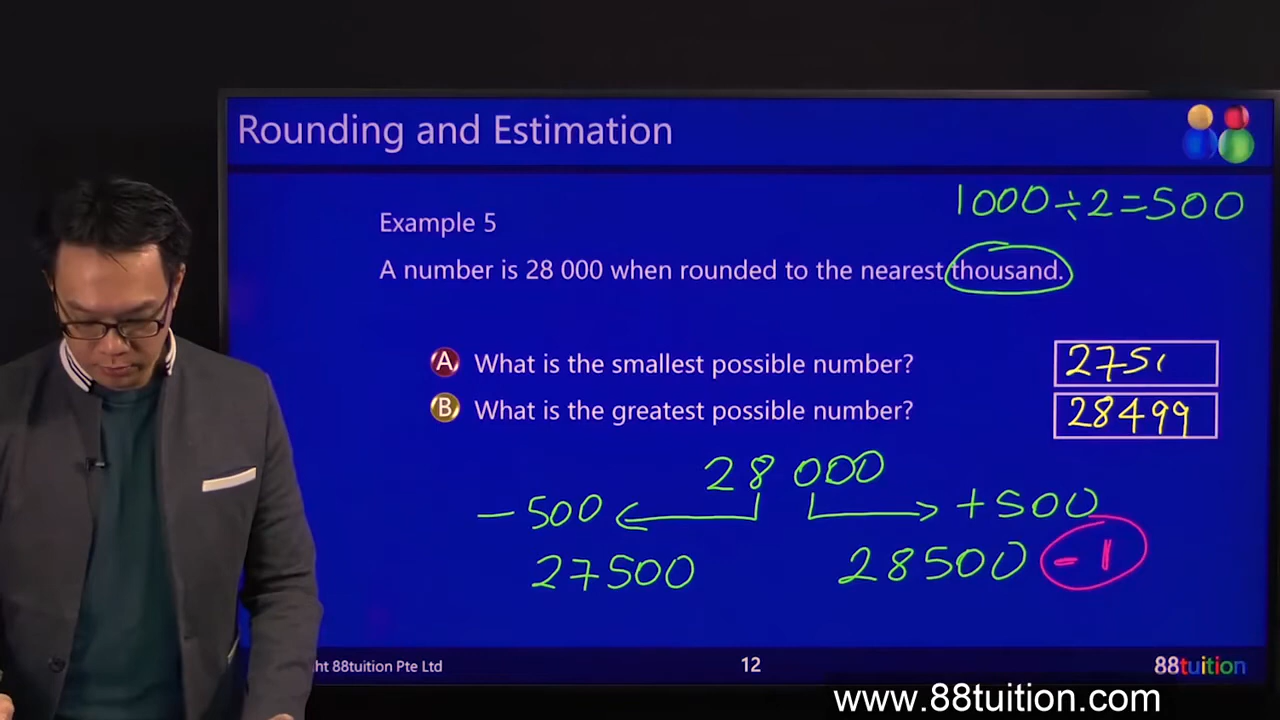 Rounding and Estimation
1000÷2=500
Example 5
A number is 28 000 when rounded to the nearest thousand.
A What is the smallest possible number? 275
B What is the greatest possible number? 28499
28 000
-500 +500
27500 28500 -1
ht 88tuition Pte Ltd 12 88tuition
www.88tuition.com